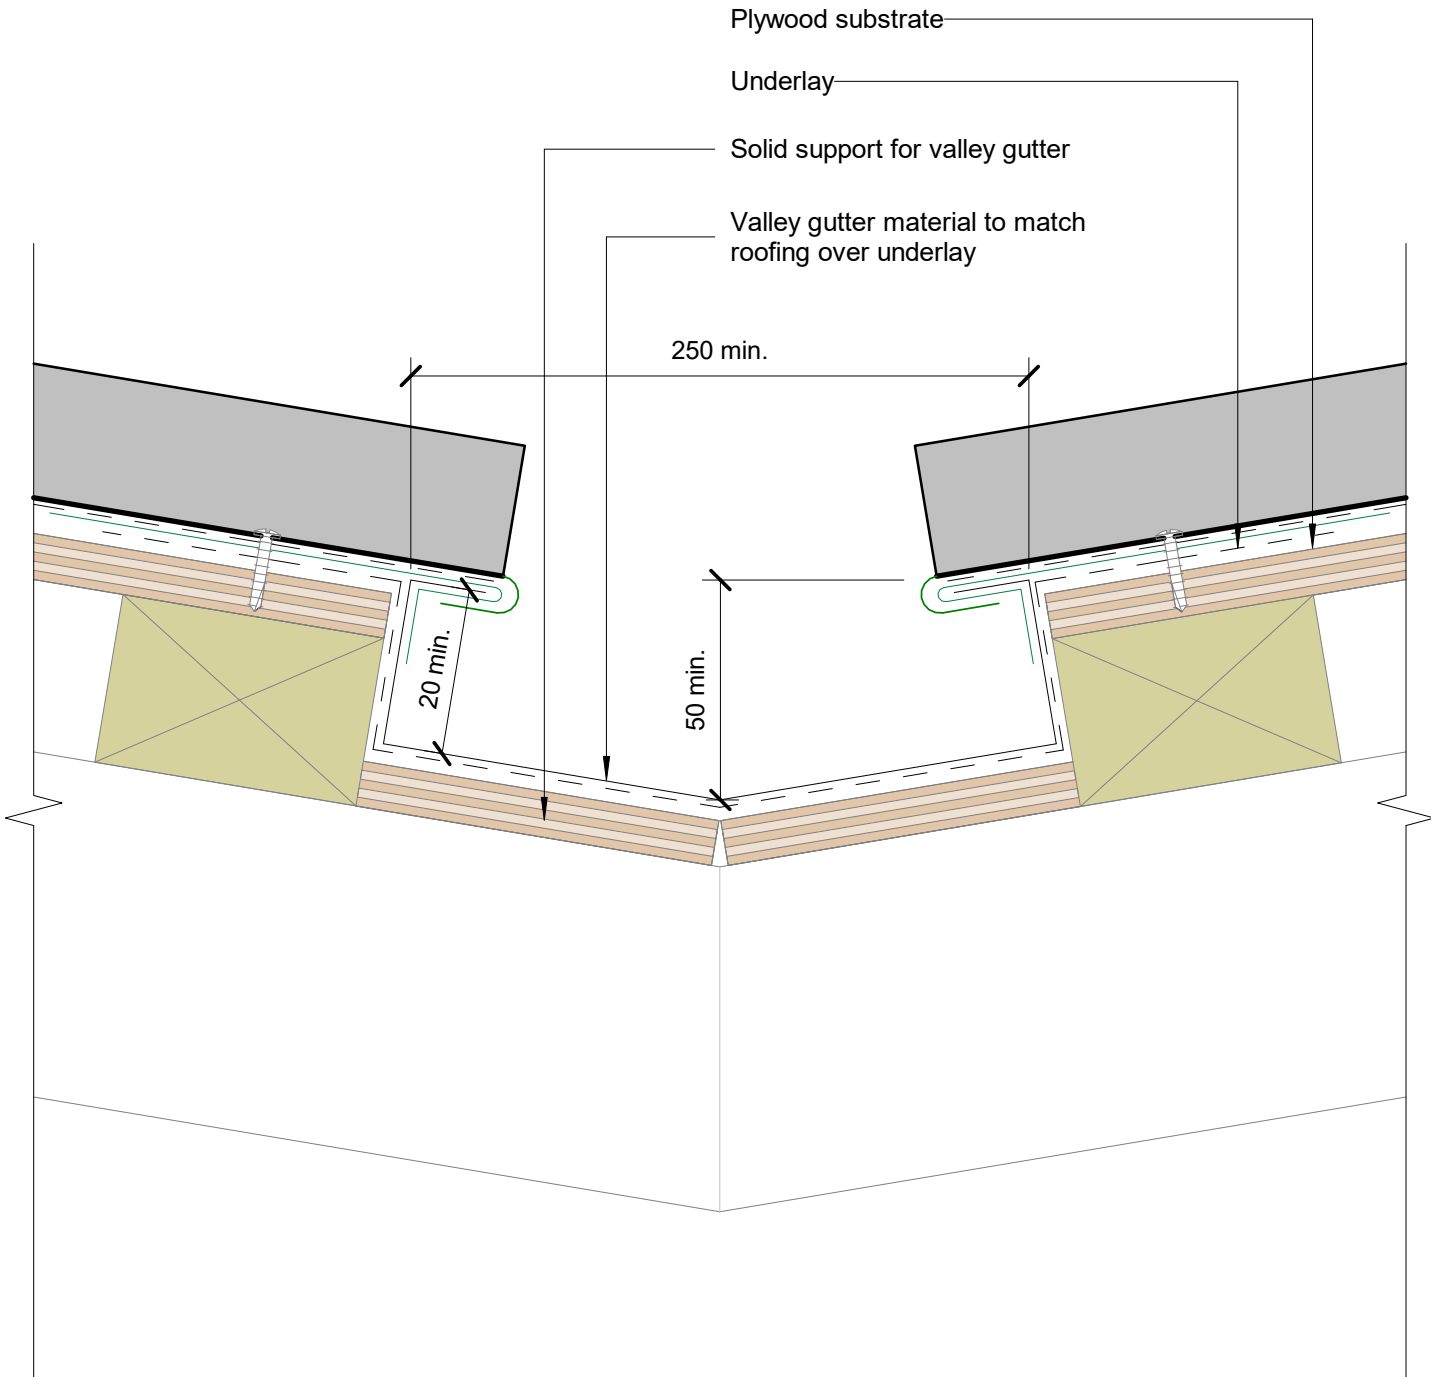 Plywood substrate
Underlay
Solid support for valley gutter
Valley gutter material to match
roofing over underlay
250 min.
20 min.
50 min.